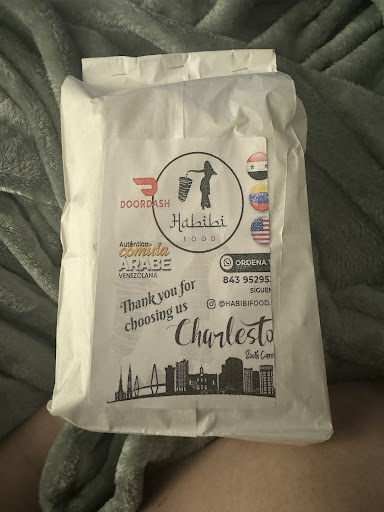 DOORDASH
Habibi
FOOD
Auténtica
comida
ARABE
VENEZOLANA
ORDENA
843 95295
SIGUEN
@HABIBIFOOD.
Thank you for
choosing us
Charlesto
South Caro